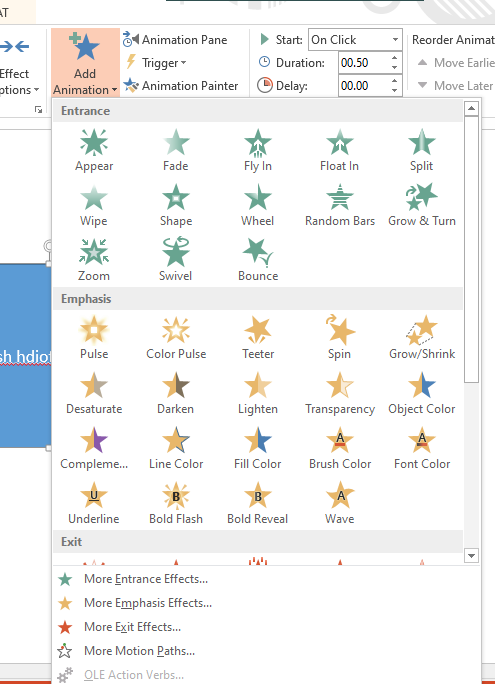 AT
Effect
ptions
Add
Animation
Animation Pane
Trigger
Animation Painter
Start: On Click
Duration: 00.50
Delay: 00.00
Reorder Animat
Move Earlie
Move Later
sh hdiof
Entrance
Appear Fade Fly In Float In Split
Wipe Shape Wheel Random Bars Grow & Turn
Zoom Swivel Bounce
Emphasis
Pulse Color Pulse Teeter Spin Grow/Shrink
Desaturate Darken Lighten Transparency Object Color
Compleme... Line Color Fill Color Brush Color Font Color
Underline Bold Flash Bold Reveal Wave
Exit
More Entrance Effects...
More Emphasis Effects...
More Exit Effects...
More Motion Paths...
OLE Action Verbs...